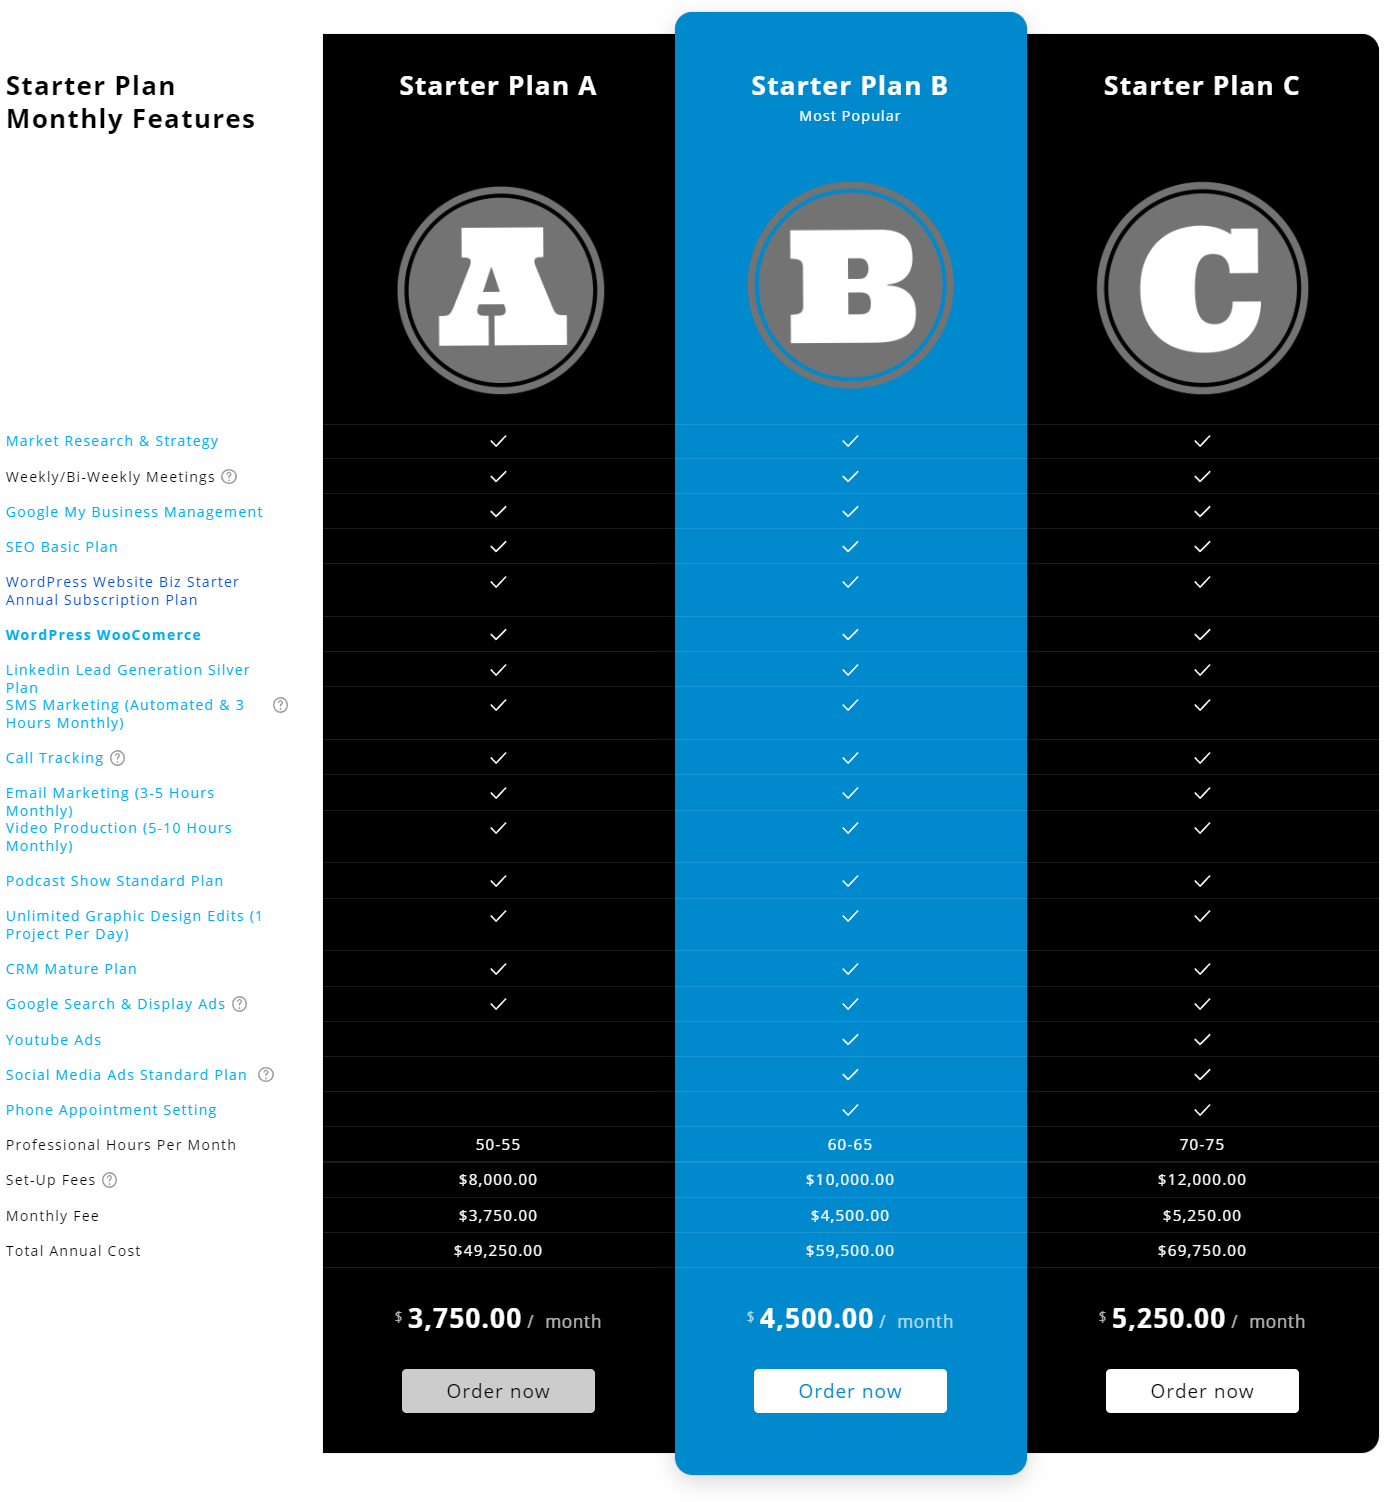 Starter Plan
Monthly Features
Starter Plan A
Starter Plan B
Most Popular
Starter Plan C
A
B
C
Market Research & Strategy
Weekly/Bi-Weekly Meetings
Google My Business Management
SEO Basic Plan
WordPress Website Biz Starter
Annual Subscription Plan
WordPress WooComerce
Linkedin Lead Generation Silver
Plan
SMS Marketing (Automated & 3
Hours Monthly)
Call Tracking
Email Marketing (3-5 Hours
Monthly)
Video Production (5-10 Hours
Monthly)
Podcast Show Standard Plan
Unlimited Graphic Design Edits (1
Project Per Day)
CRM Mature Plan
Google Search & Display Ads
Youtube Ads
Social Media Ads Standard Plan
Phone Appointment Setting
Professional Hours Per Month 50-55 60-65 70-75
Set-Up Fees $8,000.00 $10,000.00 $12,000.00
Monthly Fee $3,750.00 $4,500.00 $5,250.00
Total Annual Cost $49,250.00 $59,500.00 $69,750.00
$ 3,750.00 / month $ 4,500.00 / month $ 5,250.00 / month
Order now Order now Order now